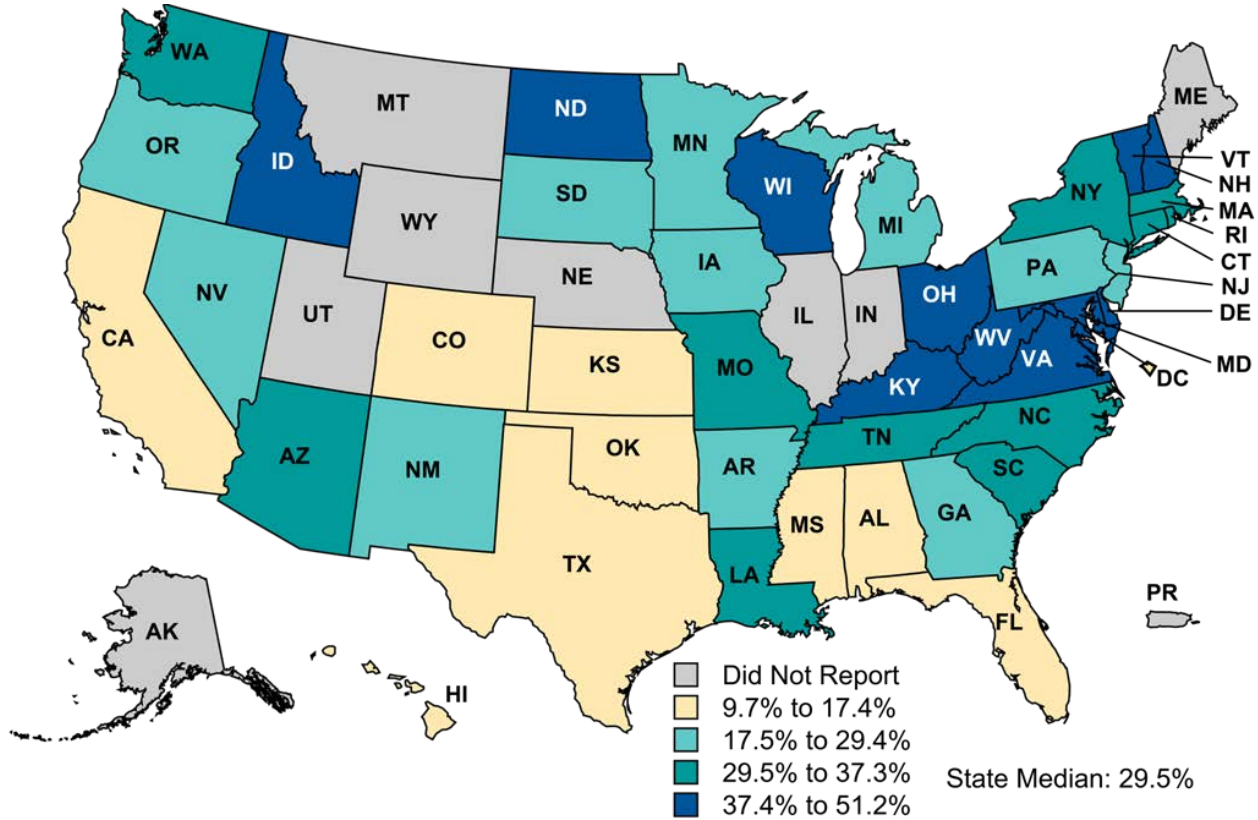 WA
MT
ND
MN
ME
OR
ID
SD
WI
VT
NH
NY
MA
MI
RI
WY
CT
IA
PA
NJ
NE
NV
OH
DE
UT
IL
IN
CA
CO
WV
VA
MD
KS
MO
KY
DC
NC
TN
AZ
OK
NM
AR
SC
MS
AL
GA
TX
LA
PR
FL
AK
HI
Did Not Report
9.7% to 17.4%
17.5% to 29.4%
29.5% to 37.3%
State Median: 29.5%
37.4% to 51.2%